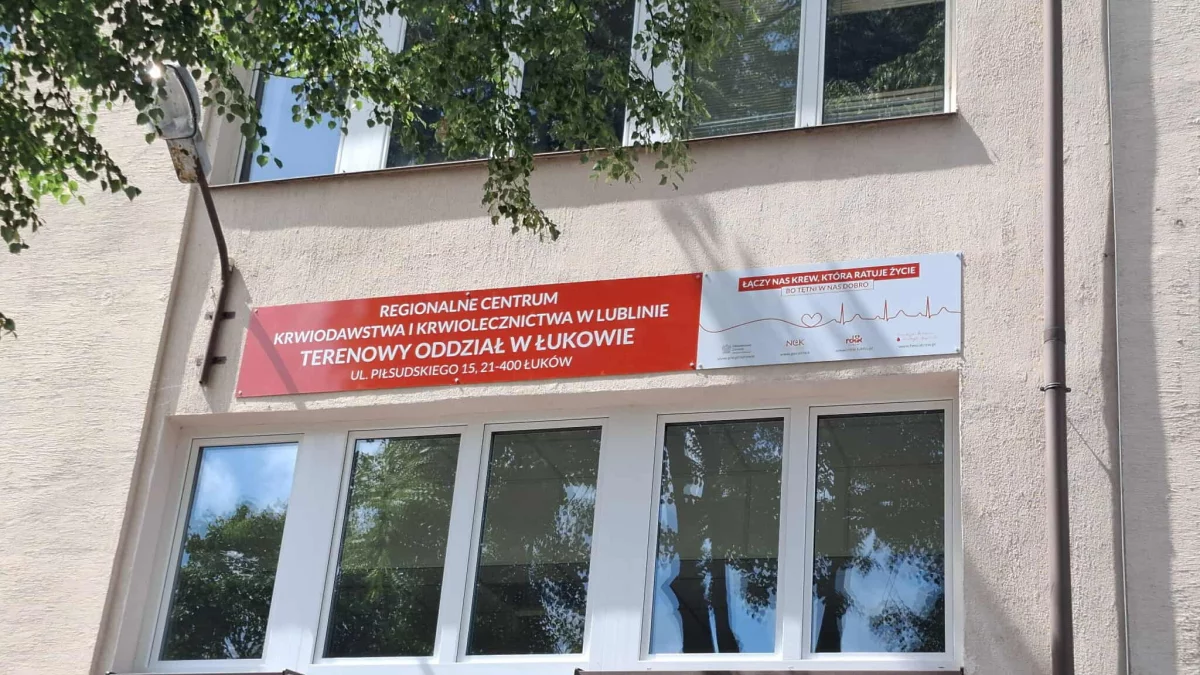 REGIONALNE CENTRUM
KRWIODAWSTWA I KRWIOLECZNICTWA W LUBLINIE
TERENOWY ODDZIAŁ W ŁUKOWIE
UL. PIŁSUDSKIEGO 15, 21-400 ŁUKÓW
ŁĄCZY NAS KREW, KTÓRA RATUJE ŻYCIE
BO TĘTNI W NAS DOBRO